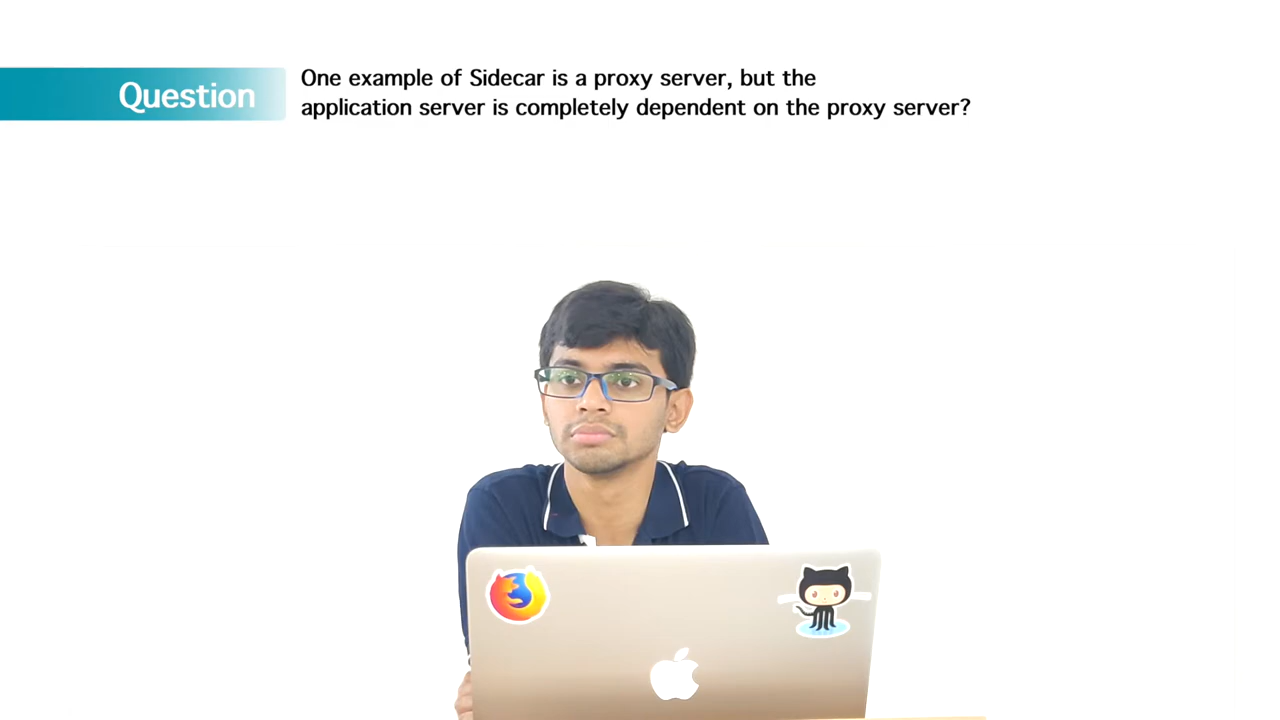 Question
One example of Sidecar is a proxy server, but the
application server is completely dependent on the proxy server?